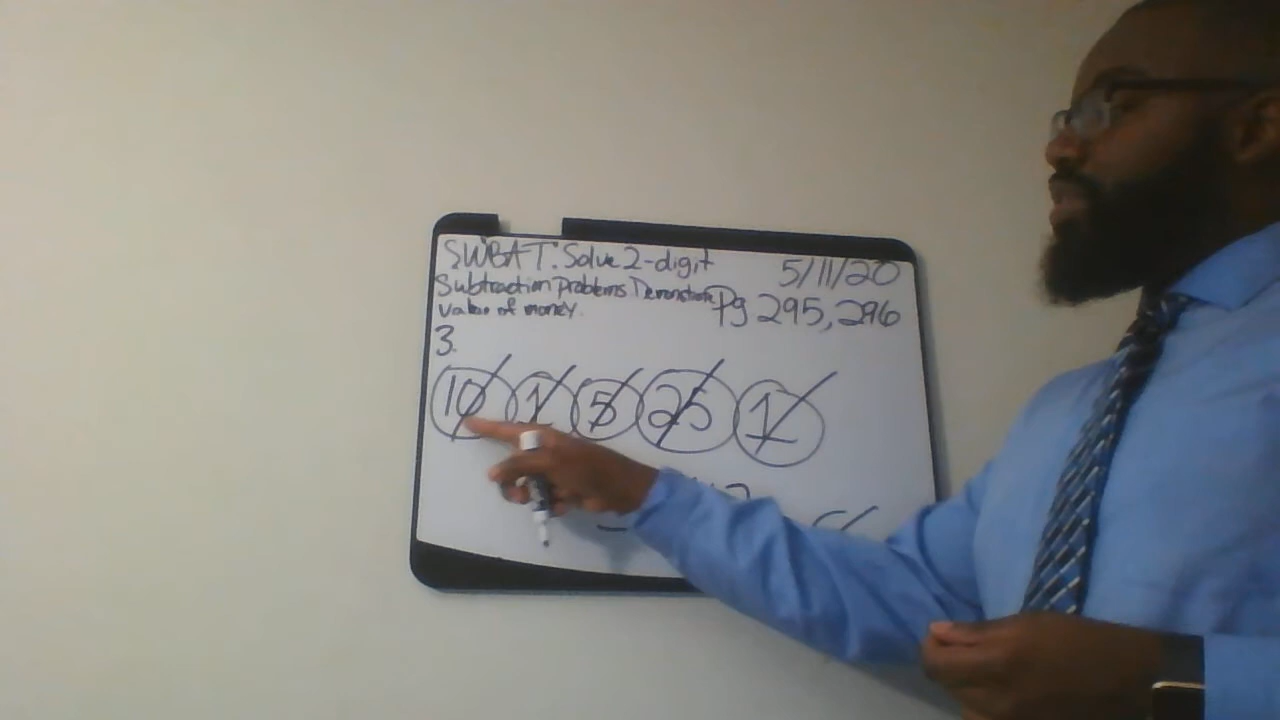 SWBAT: Solve 2-digit
Subtraction Problems Demonstrate
value of money.
5/11/20
Pg 295, 296
3.
10 1 5 25 1